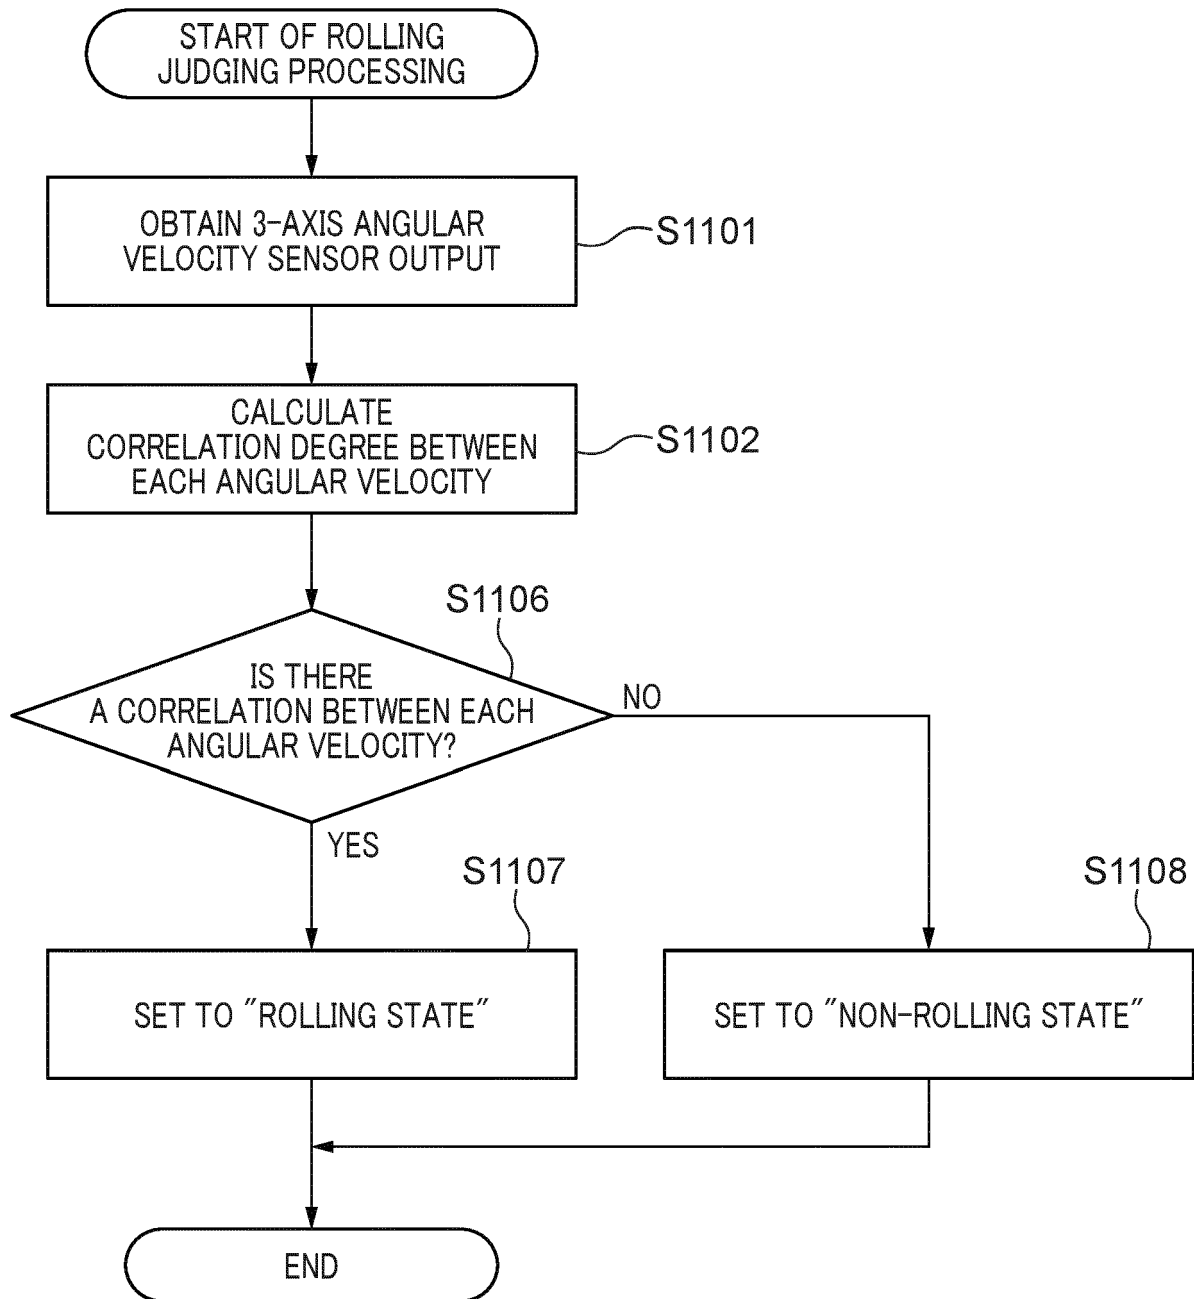 START OF ROLLING
JUDGING PROCESSING
OBTAIN 3-AXIS ANGULAR
VELOCITY SENSOR OUTPUT
S1101
CALCULATE
CORRELATION DEGREE BETWEEN
EACH ANGULAR VELOCITY
S1102
S1106
IS THERE
A CORRELATION BETWEEN EACH
ANGULAR VELOCITY?
NO
YES
S1107
S1108
SET TO "ROLLING STATE"
SET TO "NON-ROLLING STATE"
END